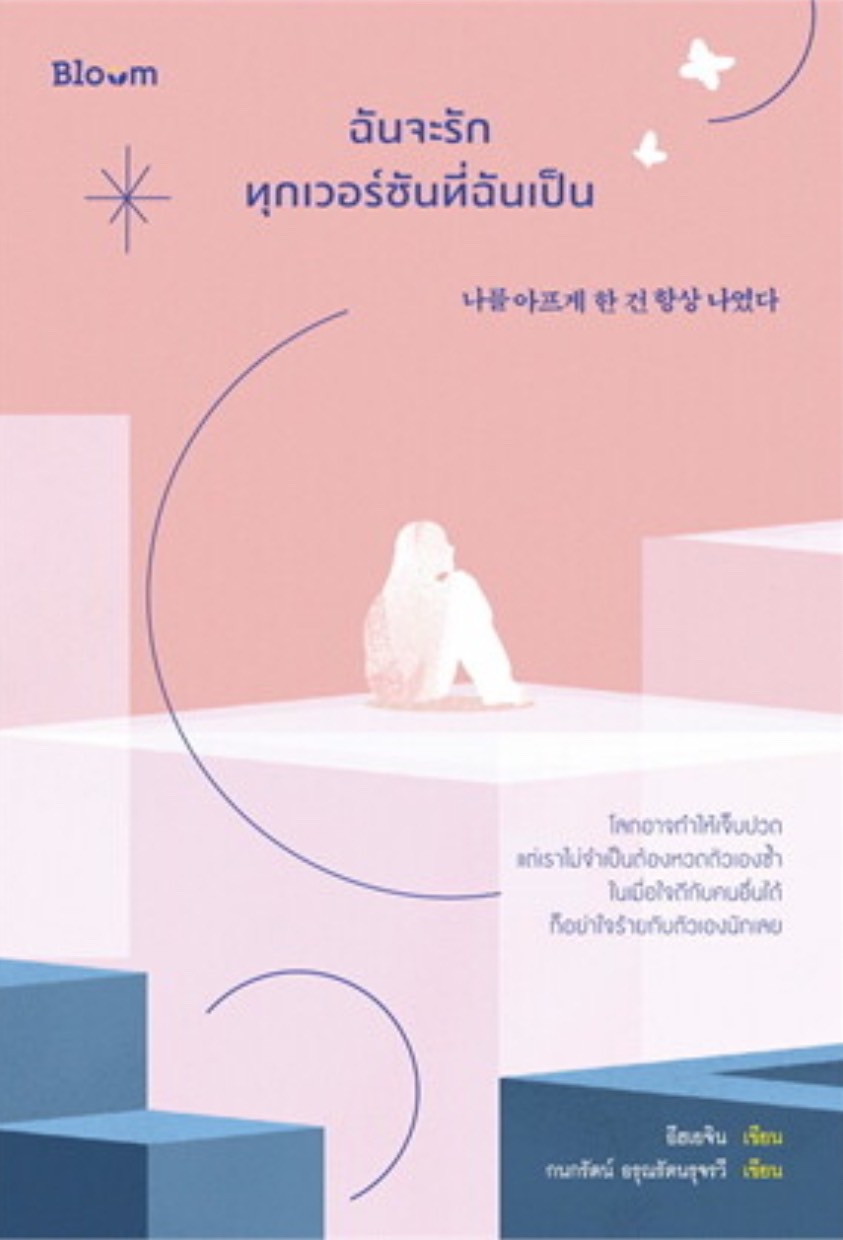 Bloom
ฉันจะรัก
ทุกเวอร์ชันที่ฉันเป็น
나를 아프게 한 건 항상 나였다
โลกอาจทำให้เจ็บปวด
แต่เราไม่จำเป็นต้องหวดตัวเองซ้ำ
ในเมื่อใจดีกับคนอื่นได้
ก็อย่าใจร้ายกับตัวเองนักเลย
อีฮเยจิน เขียน
กนกรัตน์ อรุณรัตนรุจรวี เขียน